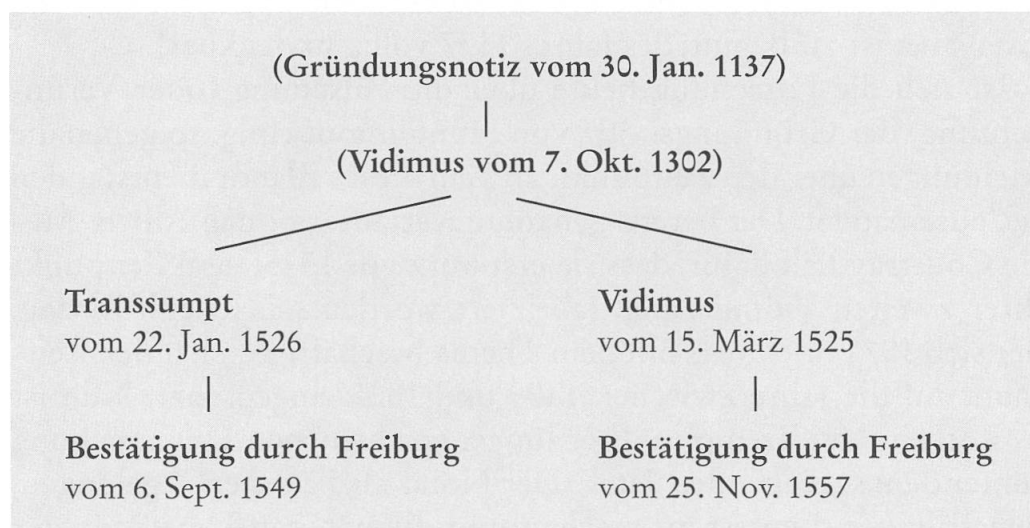 (Gründungsnotiz vom 30. Jan. 1137)
(Vidimus vom 7. Okt. 1302)
Transsumpt
vom 22. Jan. 1526
Bestätigung durch Freiburg
vom 6. Sept. 1549
Vidimus
vom 15. März 1525
Bestätigung durch Freiburg
vom 25. Nov. 1557